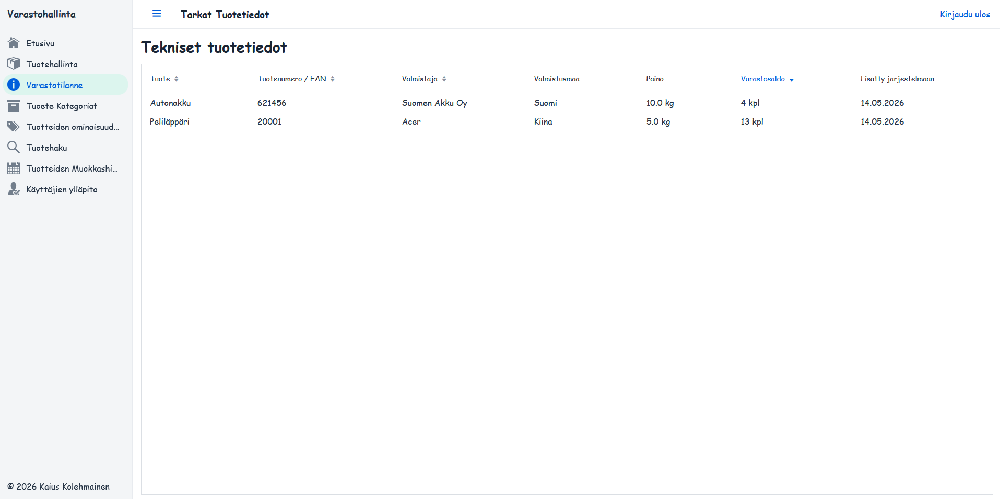 Varastohallinta
Etusivu
Tuotehallinta
Varastotilanne
Tuoete Kategoriat
Tuotteiden ominaisuud…
Tuotehaku
Tuotteiden Muokkashi…
Käyttäjien ylläpito
© 2026 Kaius Kolehmainen
Tarkat Tuotetiedot
Kirjaudu ulos
Tekniset tuotetiedot
Tuote Tuotenumero / EAN Valmistaja Valmistusmaa Paino Varastosaldo Lisätty järjestelmään
Autonakku 621456 Suomen Akku Oy Suomi 10.0 kg 4 kpl 14.05.2026
Peliläppäri 20001 Acer Kiina 5.0 kg 13 kpl 14.05.2026